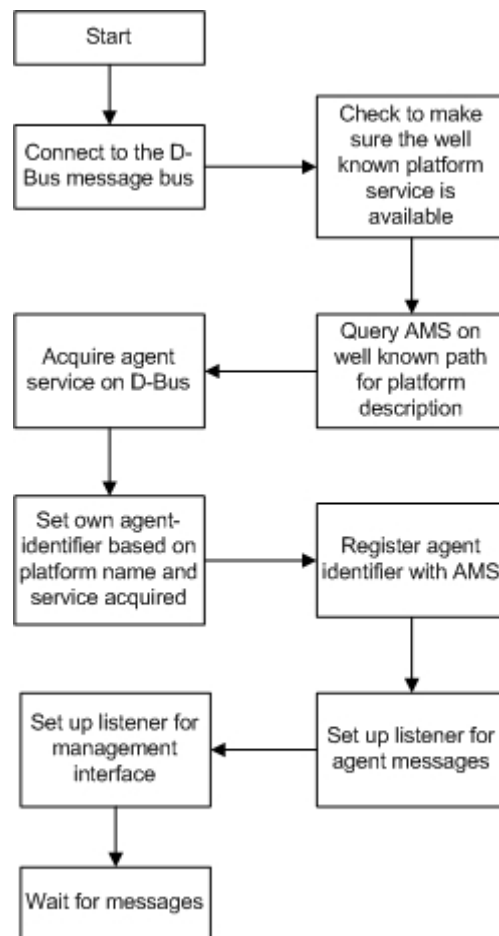 Start
Connect to the D-
Bus message bus
Check to make
sure the well
known platform
service is
available
Query AMS on
well known path
for platform
description
Acquire agent
service on D-Bus
Set own agent-
identifier based on
platform name and
service acquired
Register agent
identifier with AMS
Set up listener for
agent messages
Set up listener for
management
interface
Wait for messages